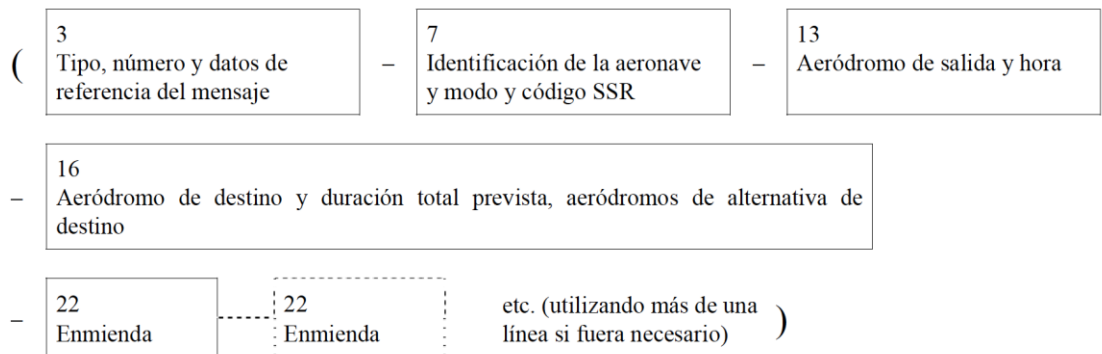 ( 3 – 7 – 13
Tipo, número y datos de Identificación de la aeronave Aeródromo de salida y hora
referencia del mensaje y modo y código SSR
– 16
Aeródromo de destino y duración total prevista, aeródromos de alternativa de
destino
– 22 22 etc. (utilizando más de una )
Enmienda Enmienda línea si fuera necesario)